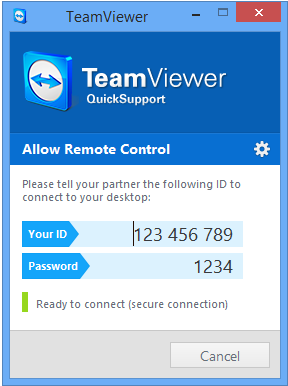 TeamViewer
TeamViewer
QuickSupport
Allow Remote Control
Please tell your partner the following ID to
connect to your desktop:
Your ID 123 456 789
Password 1234
Ready to connect (secure connection)
Cancel